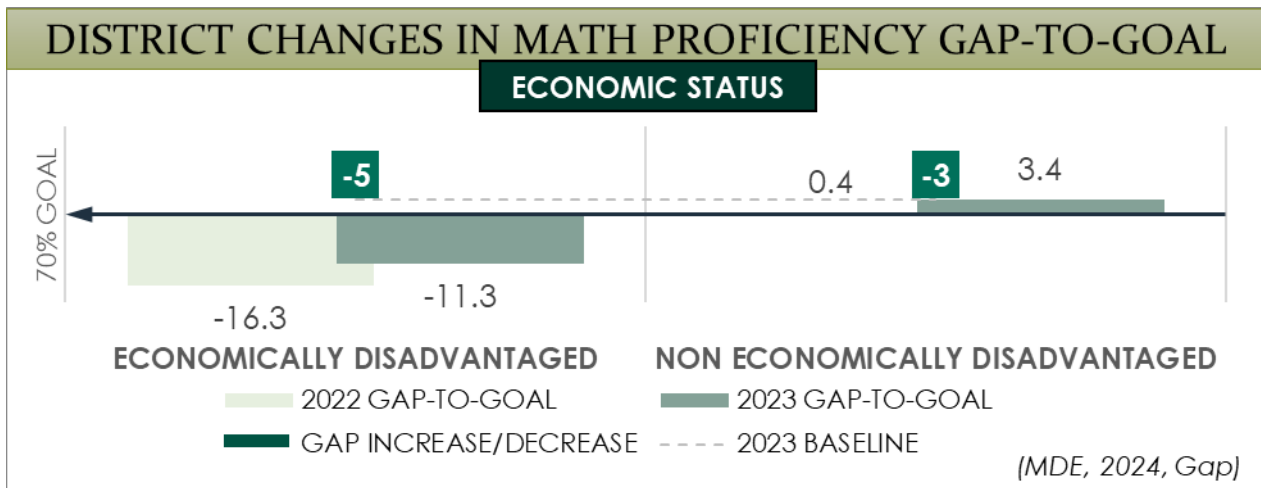 DISTRICT CHANGES IN MATH PROFICIENCY GAP-TO-GOAL
ECONOMIC STATUS
70% GOAL
-5
-16.3
-11.3
0.4
-3
3.4
ECONOMICALLY DISADVANTAGED
NON ECONOMICALLY DISADVANTAGED
2022 GAP-TO-GOAL
2023 GAP-TO-GOAL
GAP INCREASE/DECREASE
2023 BASELINE
(MDE, 2024, Gap)